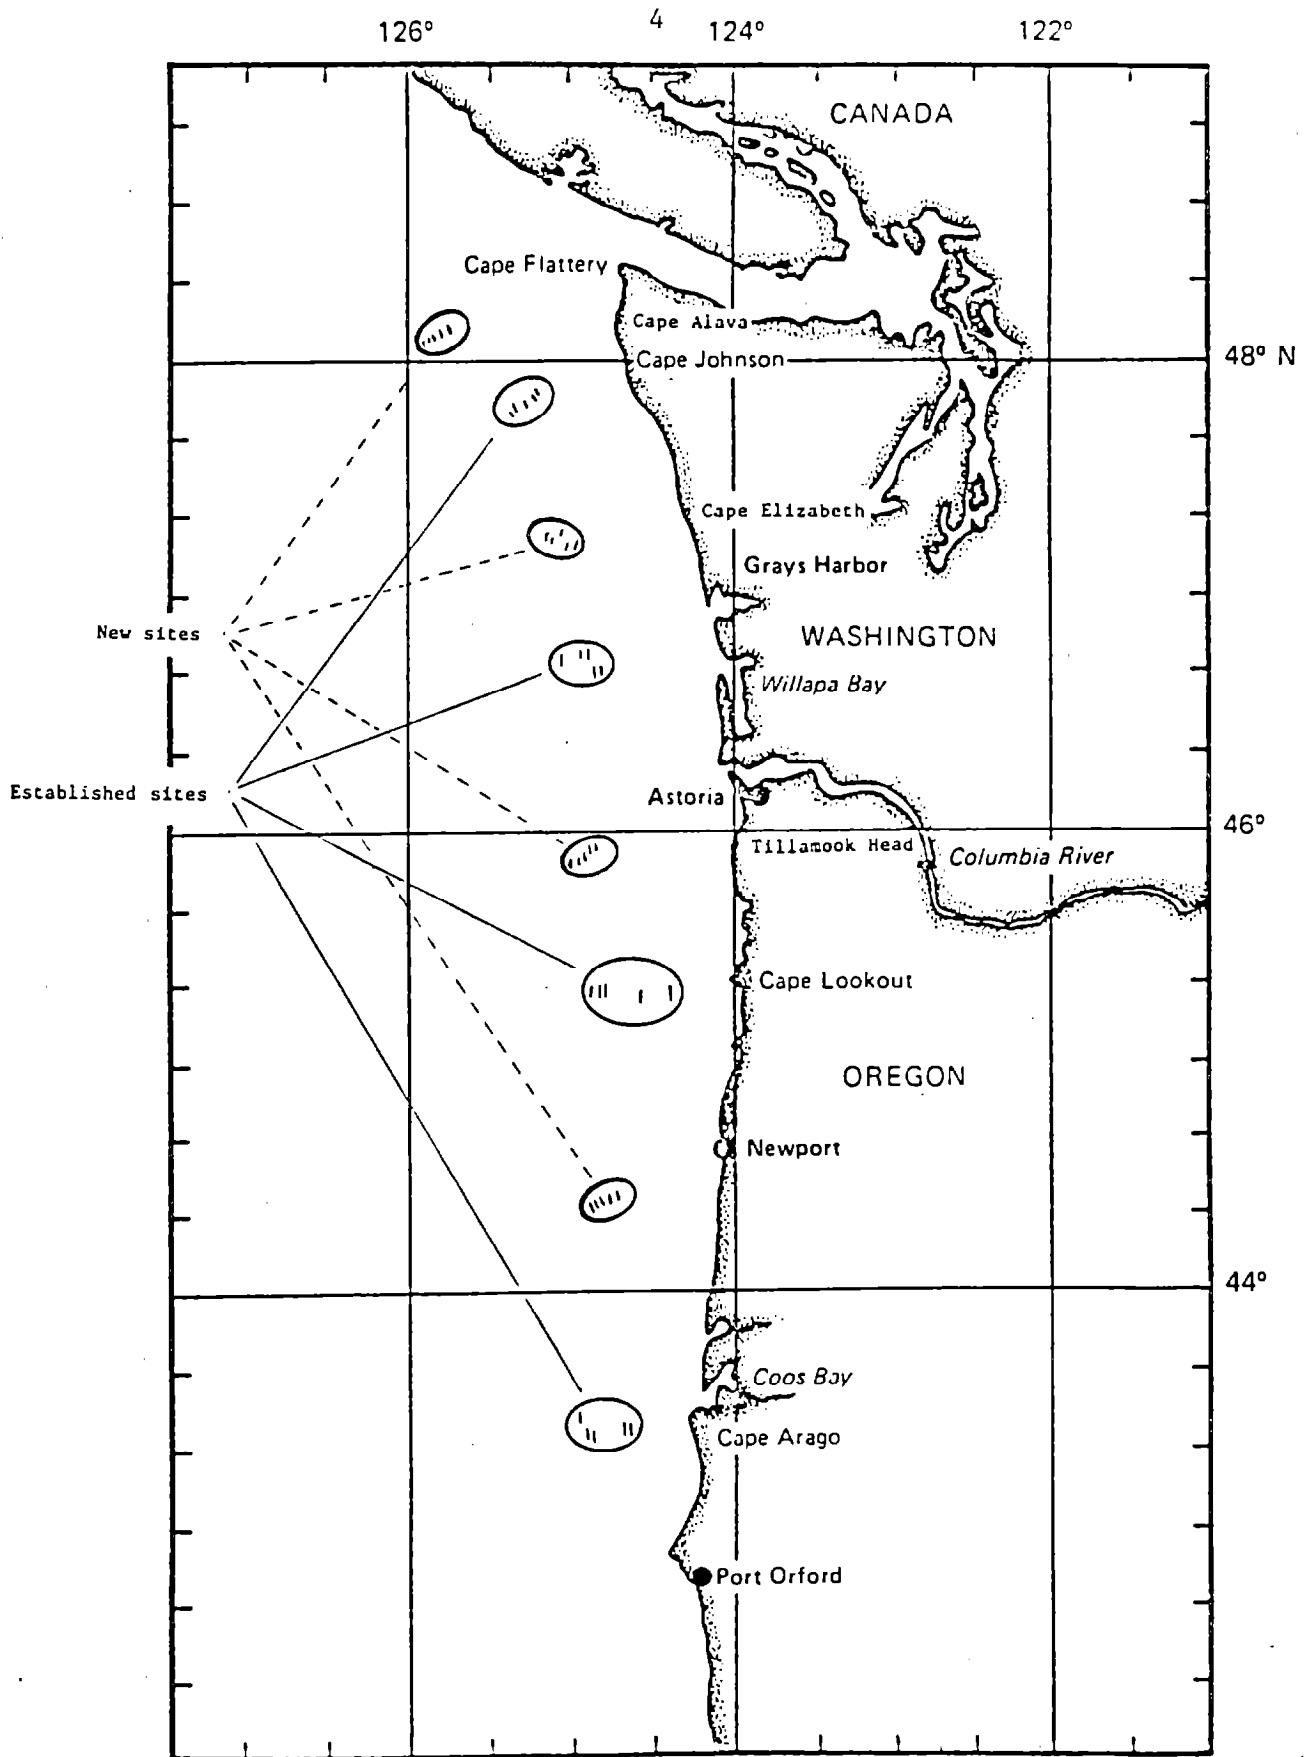 4
126° 124° 122°
CANADA
Cape Flattery
Cape Alava
Cape Johnson
48° N
Cape Elizabeth
Grays Harbor
New sites
WASHINGTON
Willapa Bay
Established sites
Astoria
46°
Tillamook Head
Columbia River
Cape Lookout
OREGON
Newport
44°
Coos Bay
Cape Arago
Port Orford